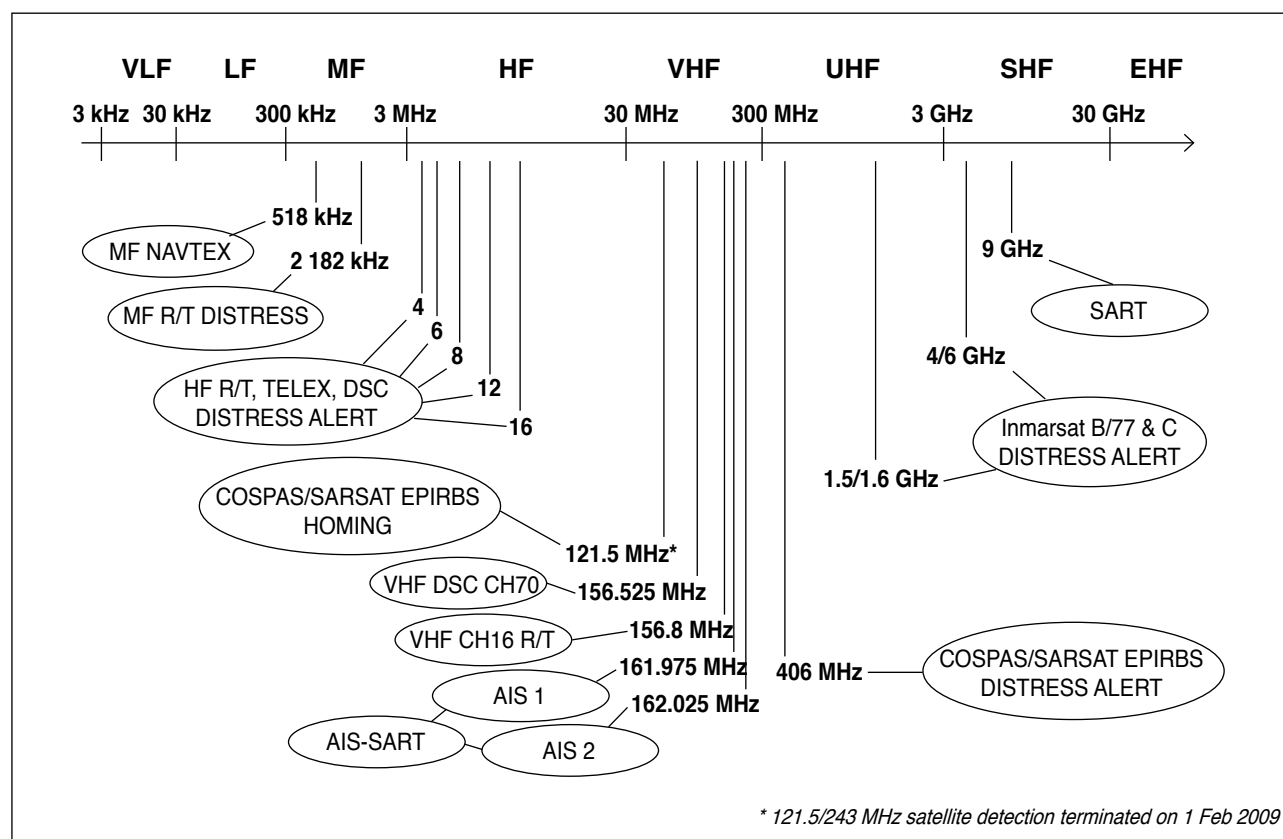 VLF LF MF HF VHF UHF SHF EHF
3 kHz 30 kHz 300 kHz 3 MHz 30 MHz 300 MHz 3 GHz 30 GHz
518 kHz
MF NAVTEX
2 182 kHz
MF R/T DISTRESS
4
6
8
12
16
HF R/T, TELEX, DSC
DISTRESS ALERT
COSPAS/SARSAT EPIRBS
HOMING
121.5 MHz*
VHF DSC CH70
156.525 MHz
VHF CH16 R/T
156.8 MHz
161.975 MHz
AIS 1
162.025 MHz
AIS-SART
AIS 2
9 GHz
SART
4/6 GHz
Inmarsat B/77 & C
DISTRESS ALERT
1.5/1.6 GHz
406 MHz
COSPAS/SARSAT EPIRBS
DISTRESS ALERT
* 121.5/243 MHz satellite detection terminated on 1 Feb 2009